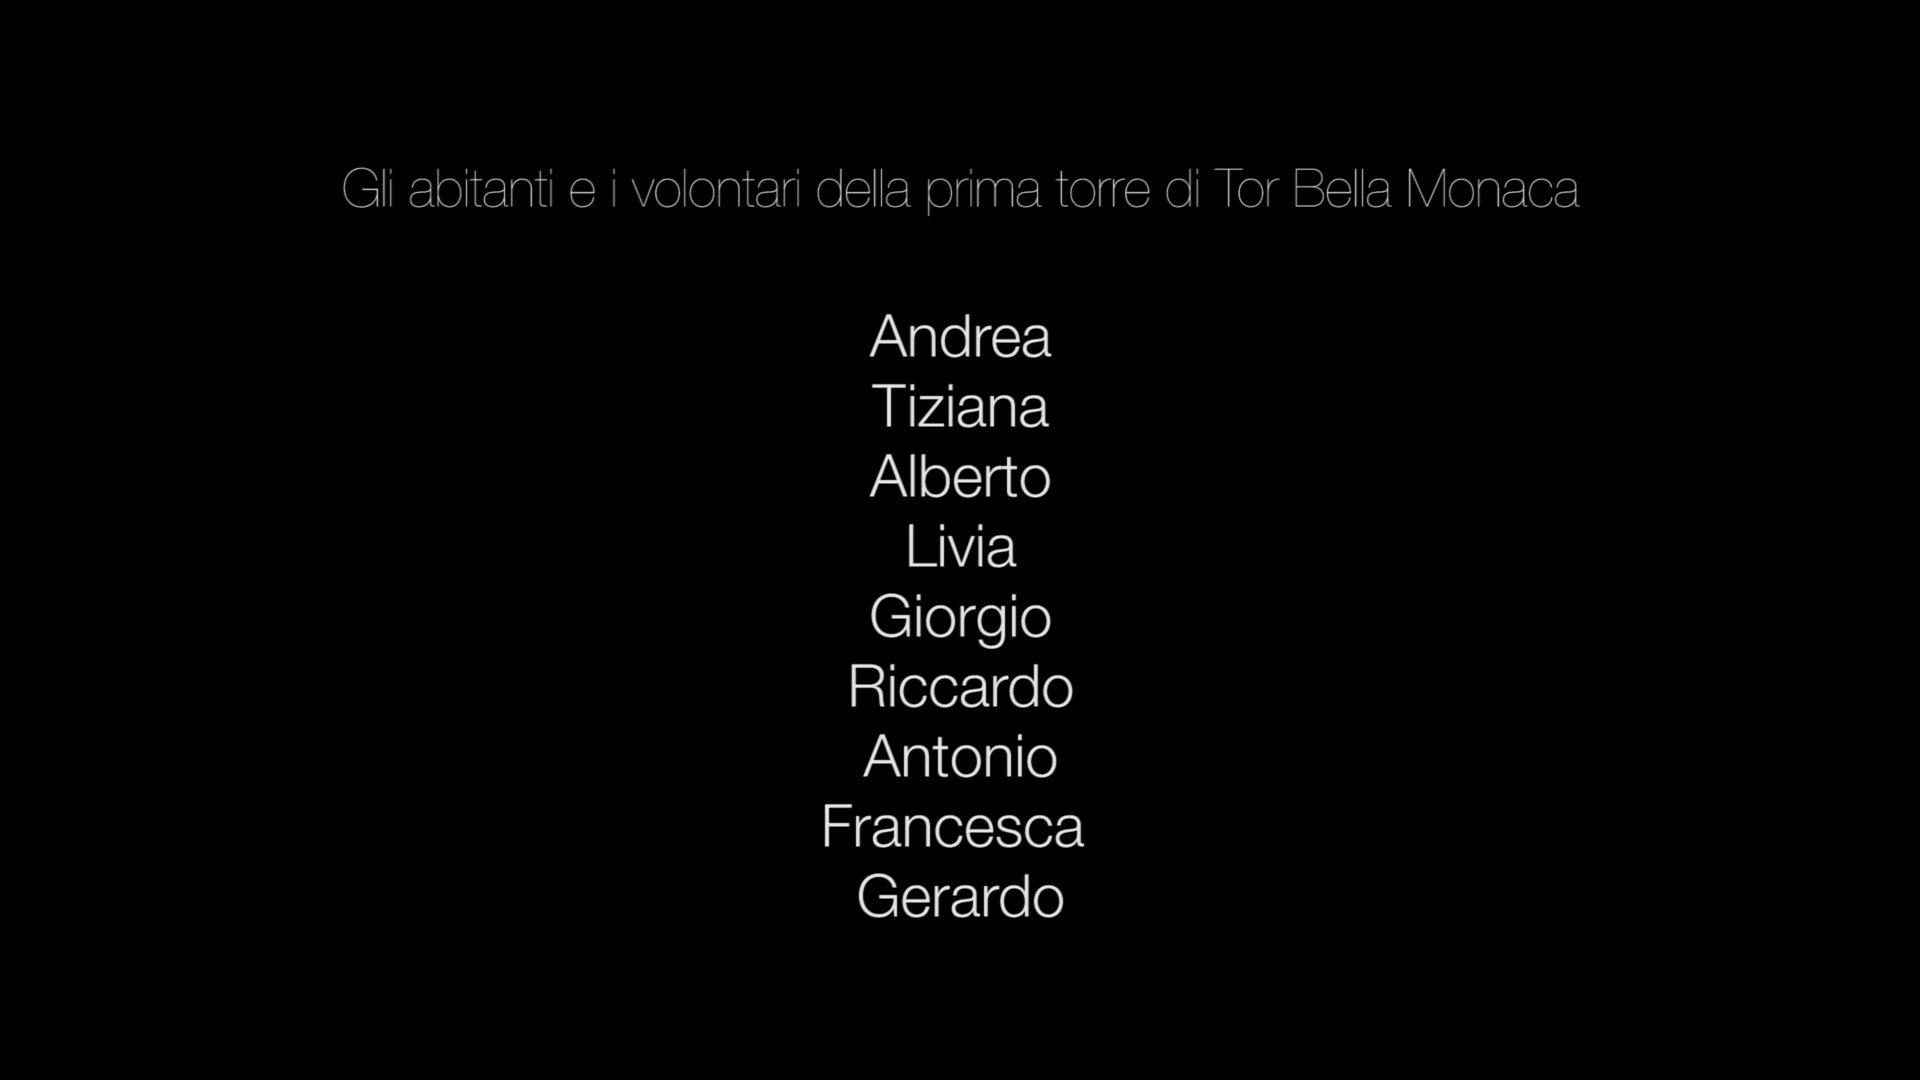 Gli abitanti e i volontari della prima torre di Tor Bella Monaca
Andrea
Tiziana
Alberto
Livia
Giorgio
Riccardo
Antonio
Francesca
Gerardo